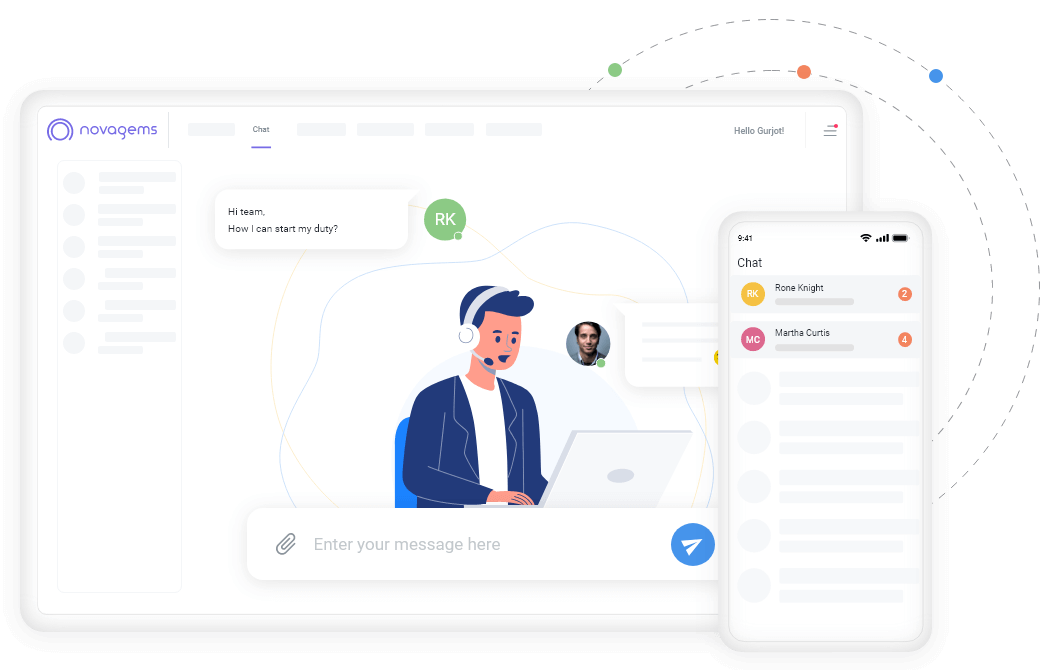 novagems
Chat
Hello Gurjot!
Hi team,
How I can start my duty?
RK
Enter your message here
9:41
Chat
RK
Rone Knight
2
MC
Martha Curtis
4